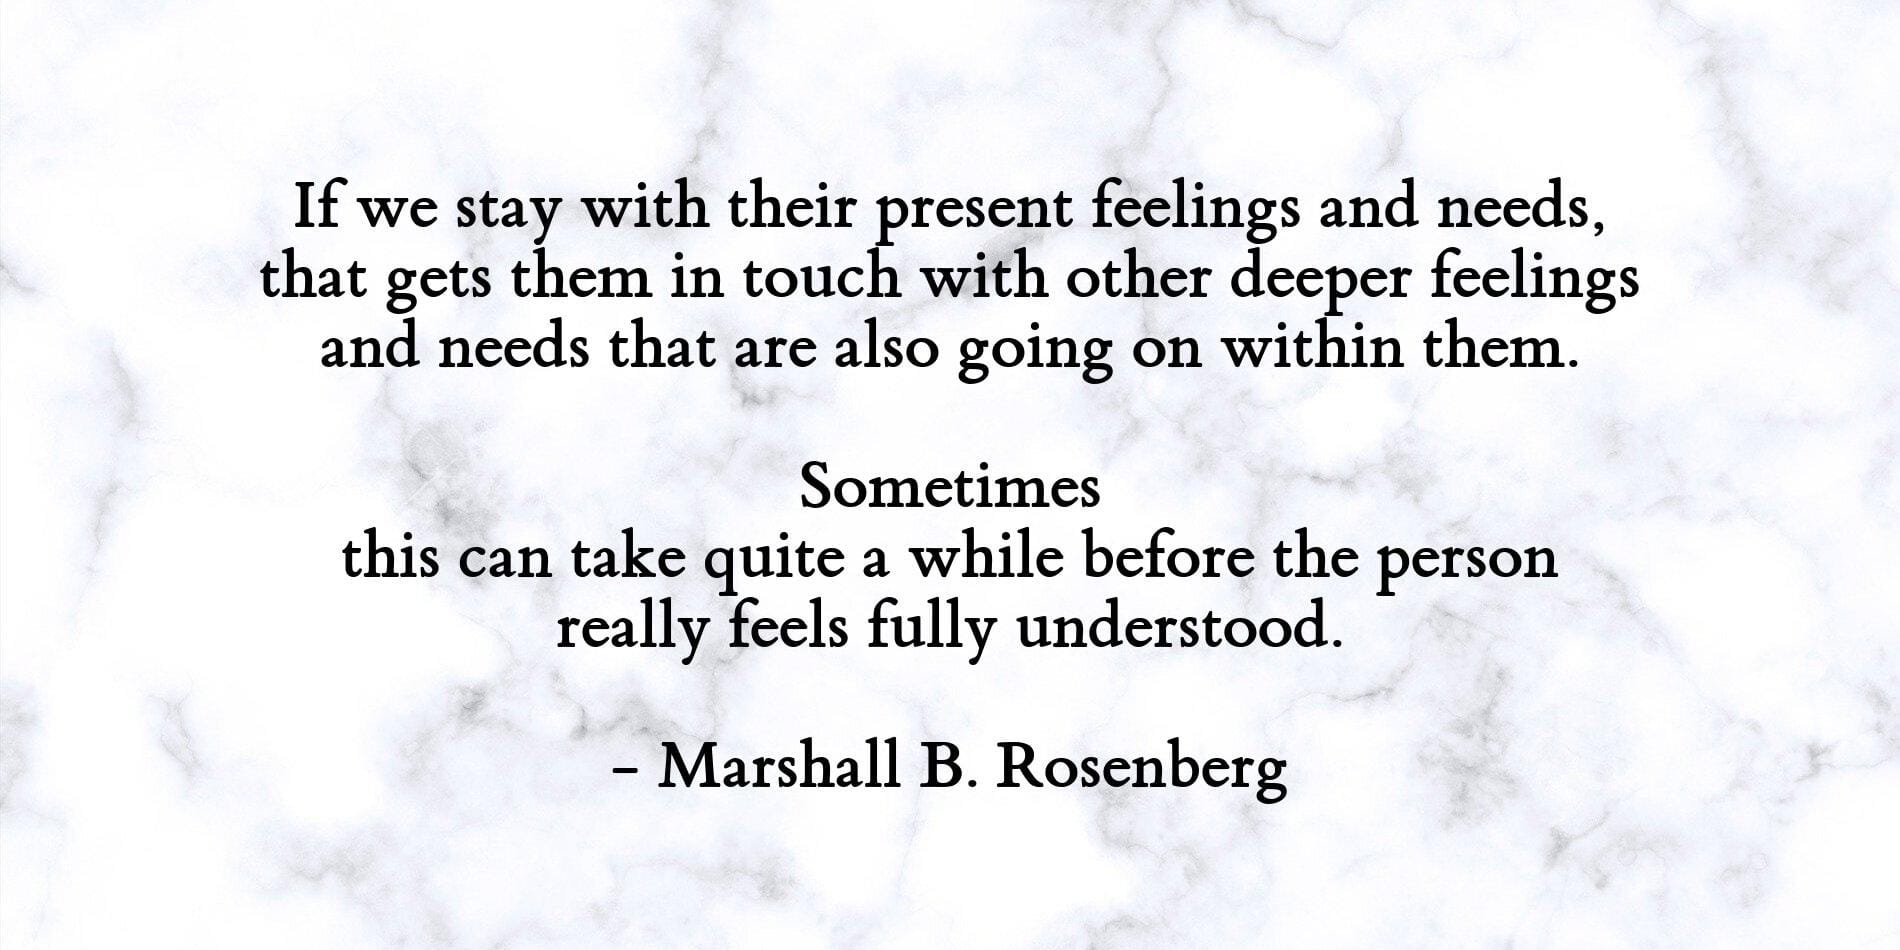 If we stay with their present feelings and needs,
that gets them in touch with other deeper feelings
and needs that are also going on within them.
Sometimes
this can take quite a while before the person
really feels fully understood.
– Marshall B. Rosenberg